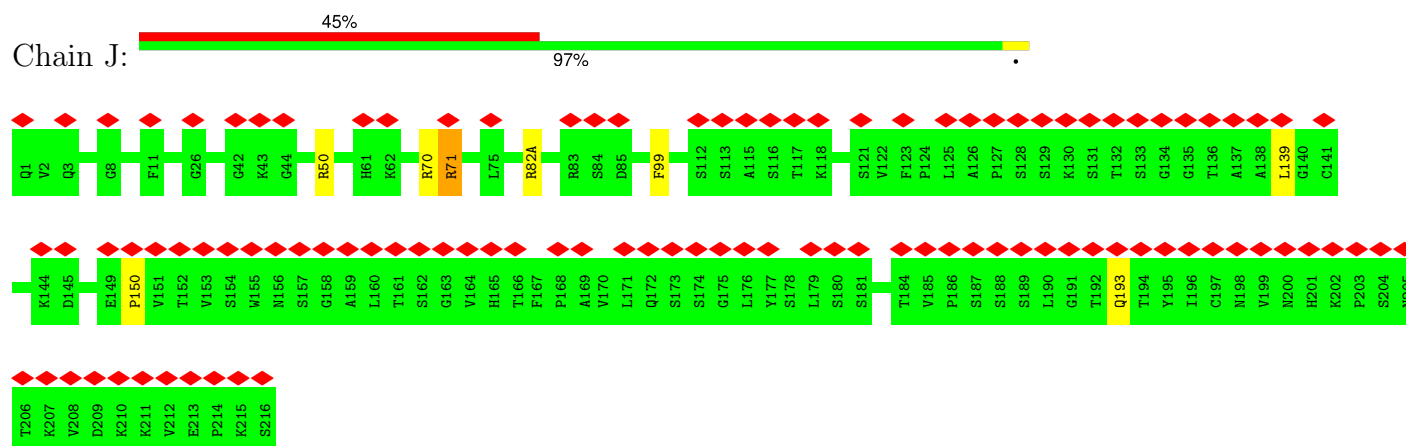 45%
Chain J:
97%
•
Q1 V2 Q3 G8 F11 G26 G42 K43 G44 R50 H61 K62 R70 R71 L75 R82A R83 S84 D85 F99 S112 S113 A115 S116 T117 K118 S121 V122 F123 P124 L125 A126 P127 S128 S129 K130 S131 T132 S133 G134 G135 T136 A137 A138 L139 G140 C141
K144 D145 E149 P150 V151 T152 V153 S154 W155 N156 S157 G158 A159 L160 T161 S162 G163 V164 H165 T166 F167 P168 A169 V170 L171 Q172 S173 S174 G175 L176 Y177 S178 L179 S180 S181 T184 V185 P186 S187 S188 S189 L190 G191 T192 Q193 T194 Y195 I196 C197 N198 V199 N200 H201 K202 P203 S204 N205
T206 K207 V208 D209 K210 K211 V212 E213 P214 K215 S216